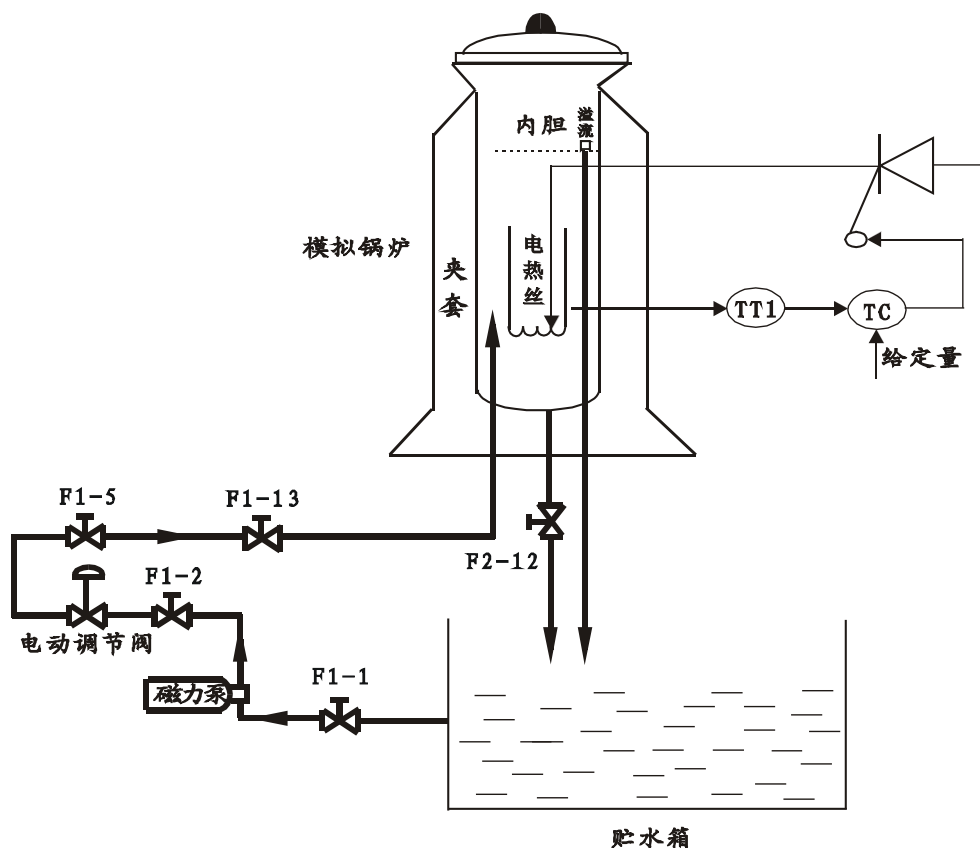 内胆
溢流
模拟锅炉
夹套
电热丝
TT1
TC
给定量
F1-5
F1-13
F1-2
F2-12
电动调节阀
磁力泵
F1-1
贮水箱